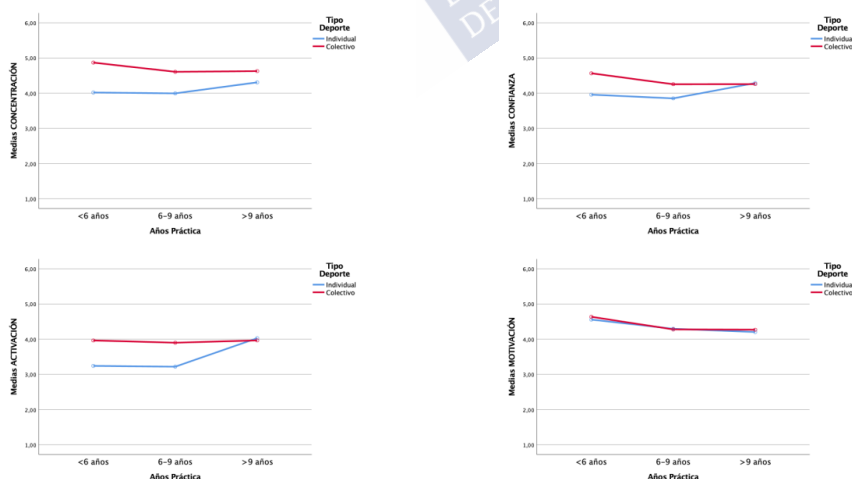 6,00
5,00
4,00
3,00
2,00
1,00
Medias CONCENTRACIÓN
<6 años
6-9 años
>9 años
Años Práctica
Tipo
Deporte
Individual
Colectivo
DE
6,00
5,00
4,00
3,00
2,00
1,00
Medias CONFIANZA
<6 años
6-9 años
>9 años
Años Práctica
Tipo
Deporte
Individual
Colectivo
6,00
5,00
4,00
3,00
2,00
1,00
Medias ACTIVACIÓN
<6 años
6-9 años
>9 años
Años Práctica
Tipo
Deporte
Individual
Colectivo
6,00
5,00
4,00
3,00
2,00
1,00
Medias MOTIVACIÓN
<6 años
6-9 años
>9 años
Años Práctica
Tipo
Deporte
Individual
Colectivo